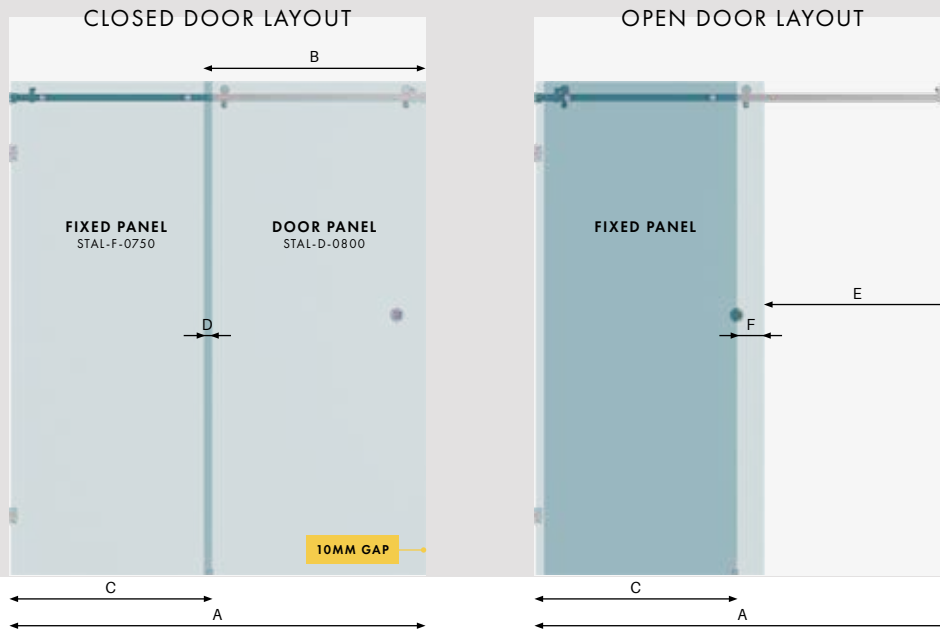 CLOSED DOOR LAYOUT
B
FIXED PANEL
STAL-F-0750
DOOR PANEL
STAL-D-0800
D
10MM GAP
C
A
OPEN DOOR LAYOUT
FIXED PANEL
E
F
C
A